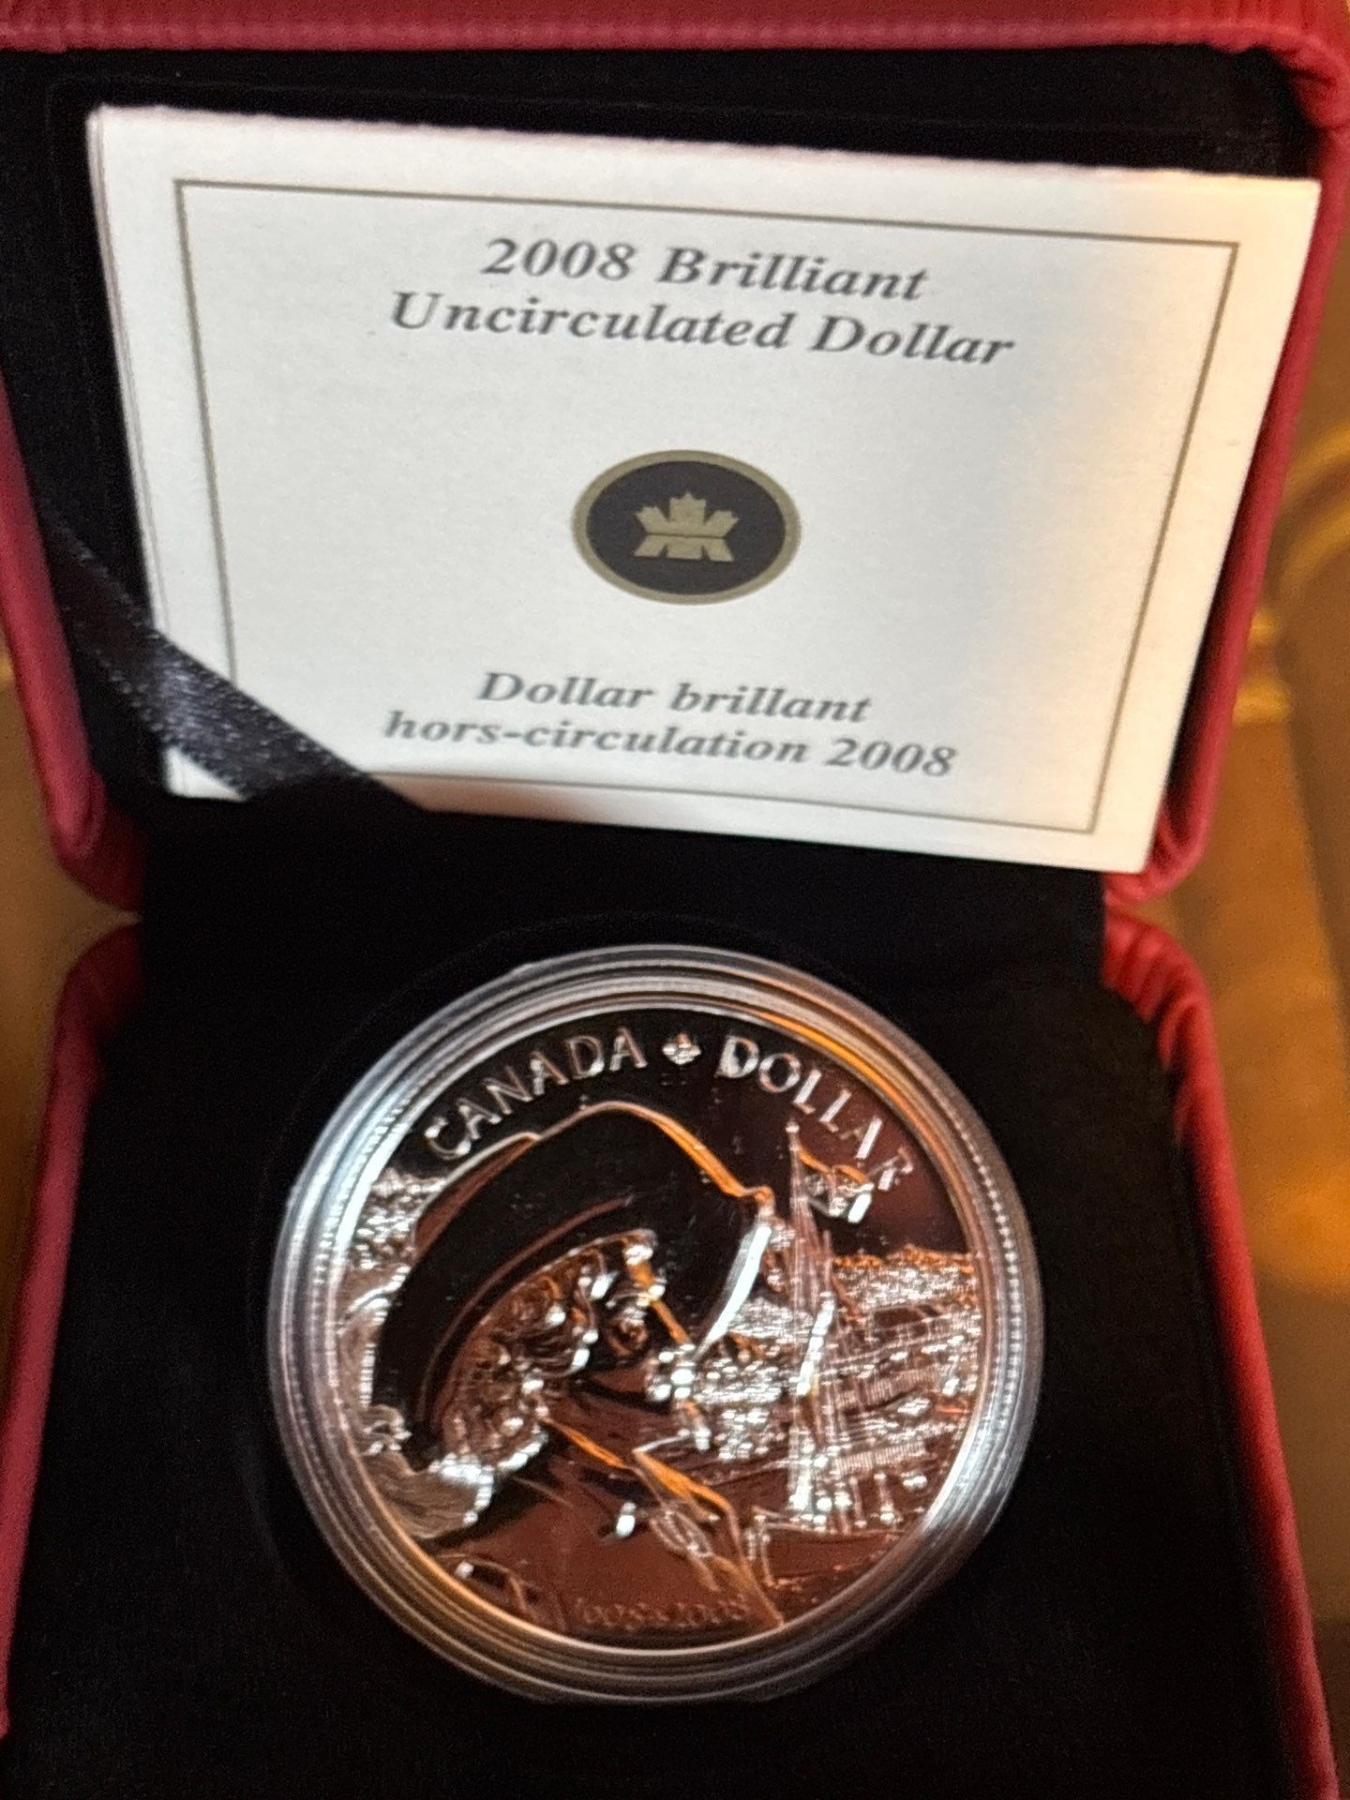 2008 Brilliant
Uncirculated Dollar
Dollar brillant
hors-circulation 2008
CANADA DOLLAR